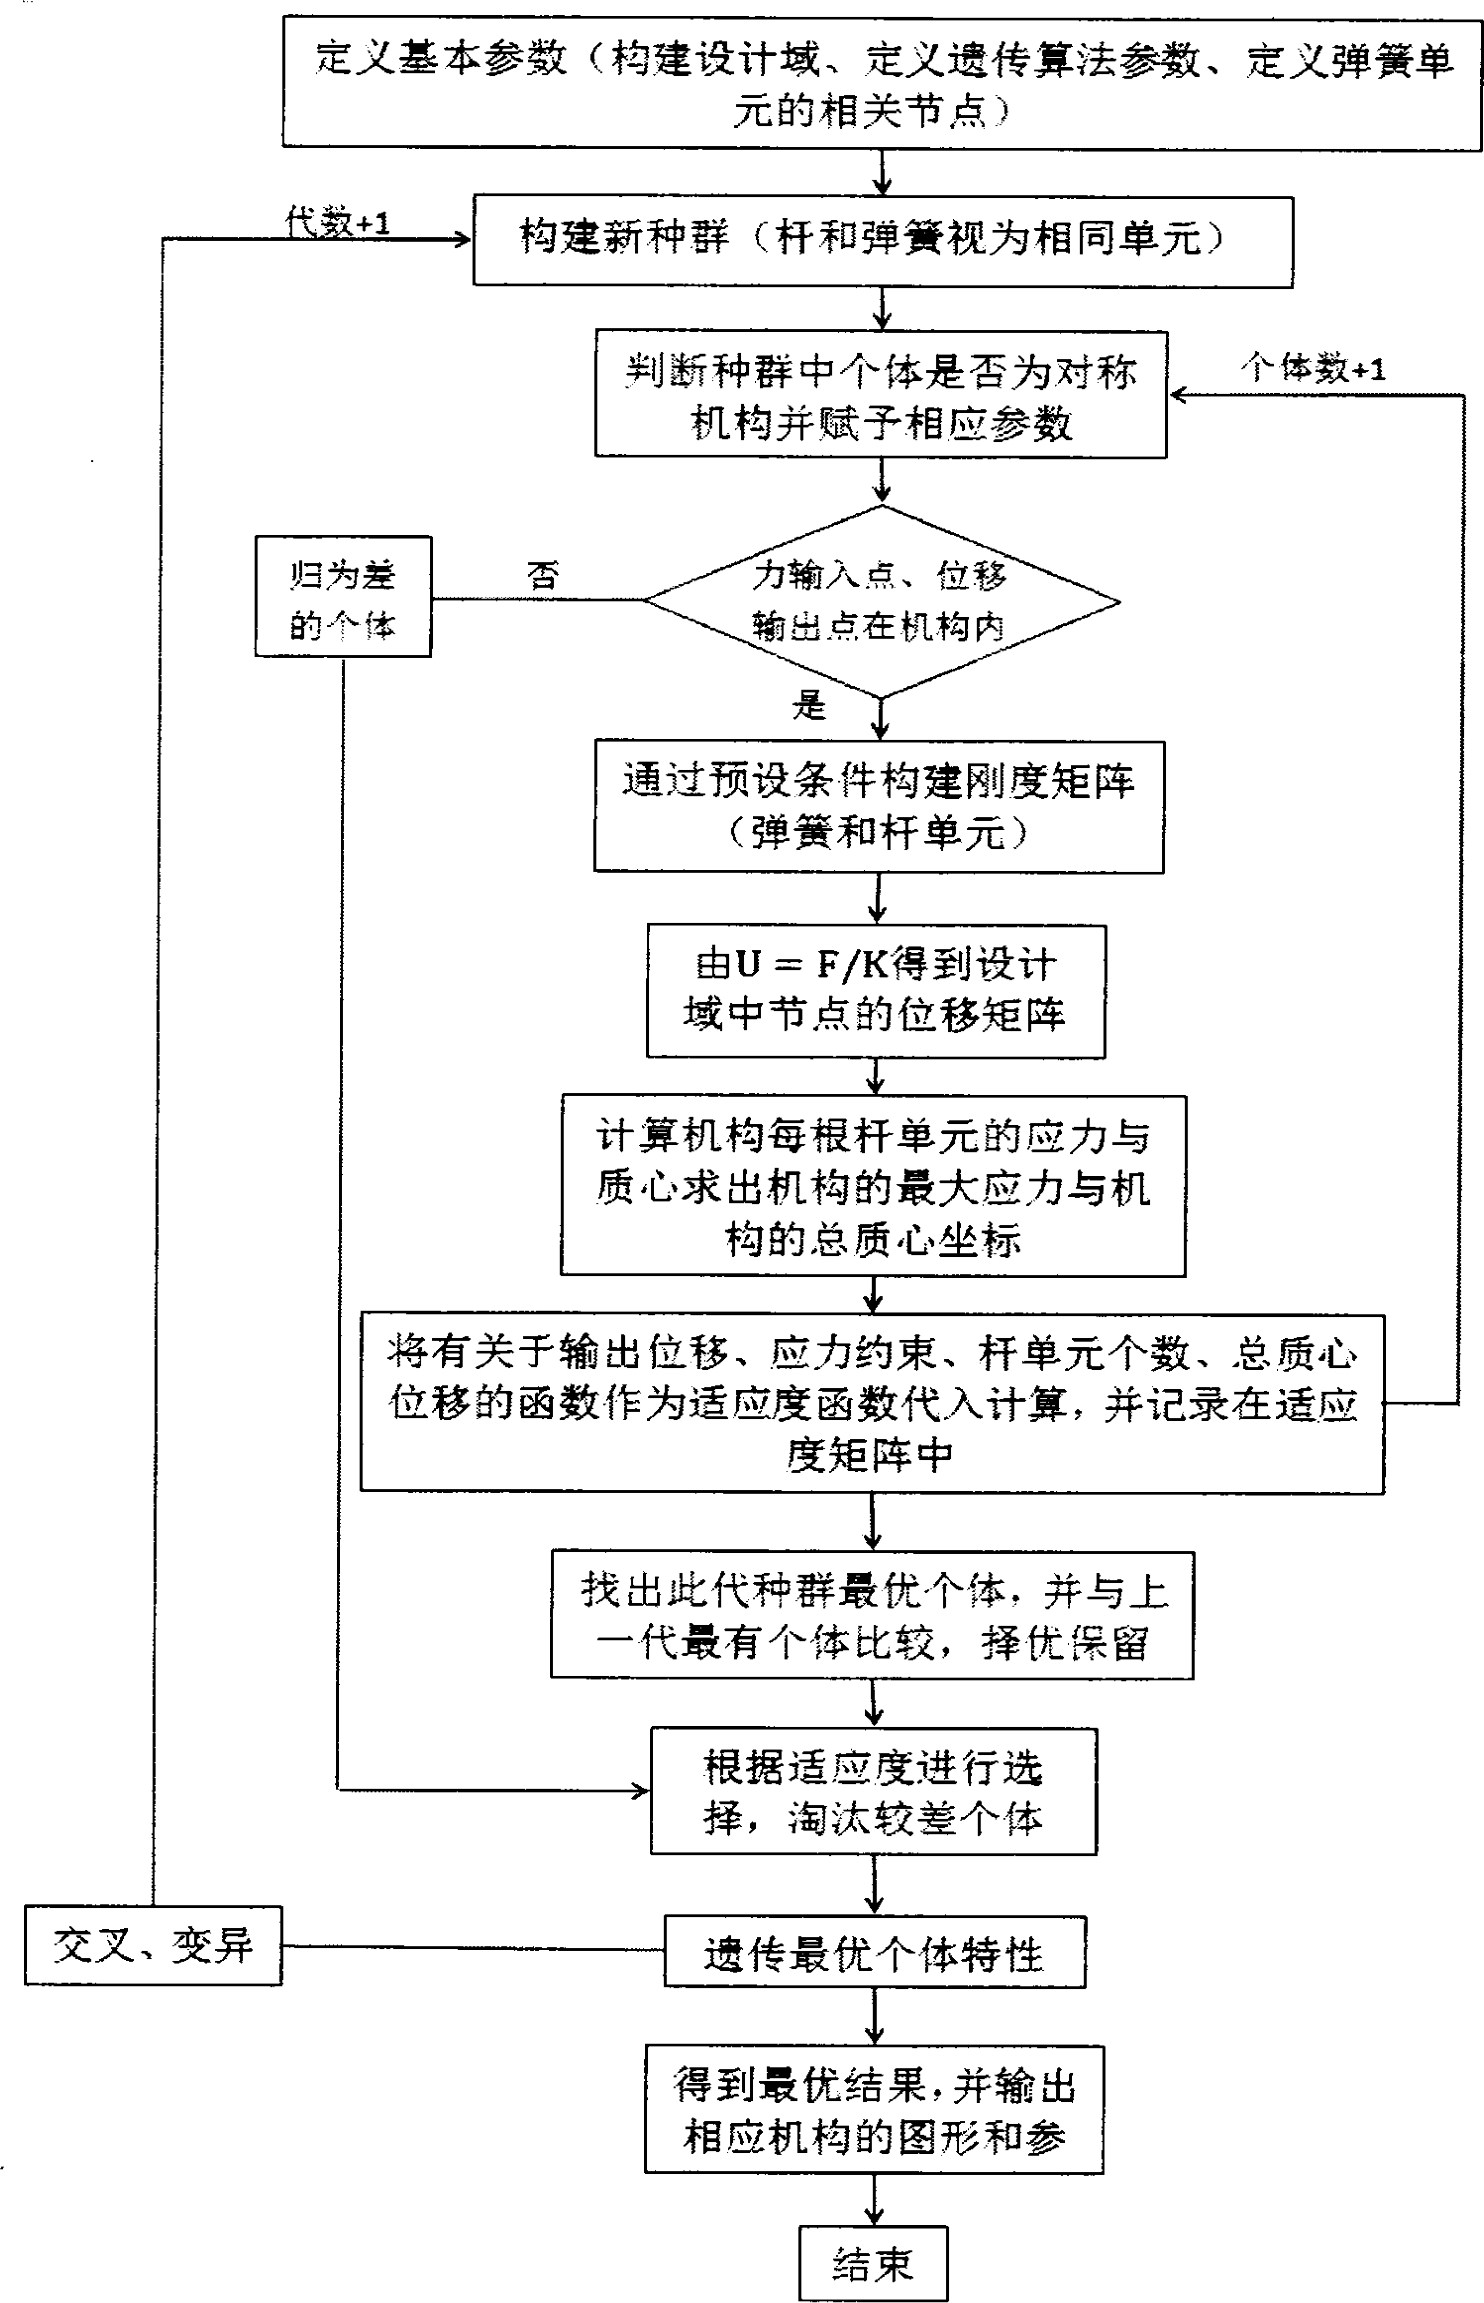 定义基本参数（构建设计域、定义遗传算法参数、定义弹簧单
元的相关节点）
代数+1
构建新种群（杆和弹簧视为相同单元）
判断种群中个体是否为对称
机构并赋予相应参数
个体数+1
归为差
的个体
否
力输入点、位移
输出点在机构内
是
通过预设条件构建刚度矩阵
（弹簧和杆单元）
由U = F/K得到设计
域中节点的位移矩阵
计算机构每根杆单元的应力与
质心求出机构的最大应力与机
构的总质心坐标
将有关于输出位移、应力约束、杆单元个数、总质心
位移的函数作为适应度函数代入计算，并记录在适应
度矩阵中
找出此代种群最优个体，并与上
一代最有个体比较，择优保留
根据适应度进行选
择，淘汰较差个体
交叉、变异
遗传最优个体特性
得到最优结果，并输出
相应机构的图形和参
结束